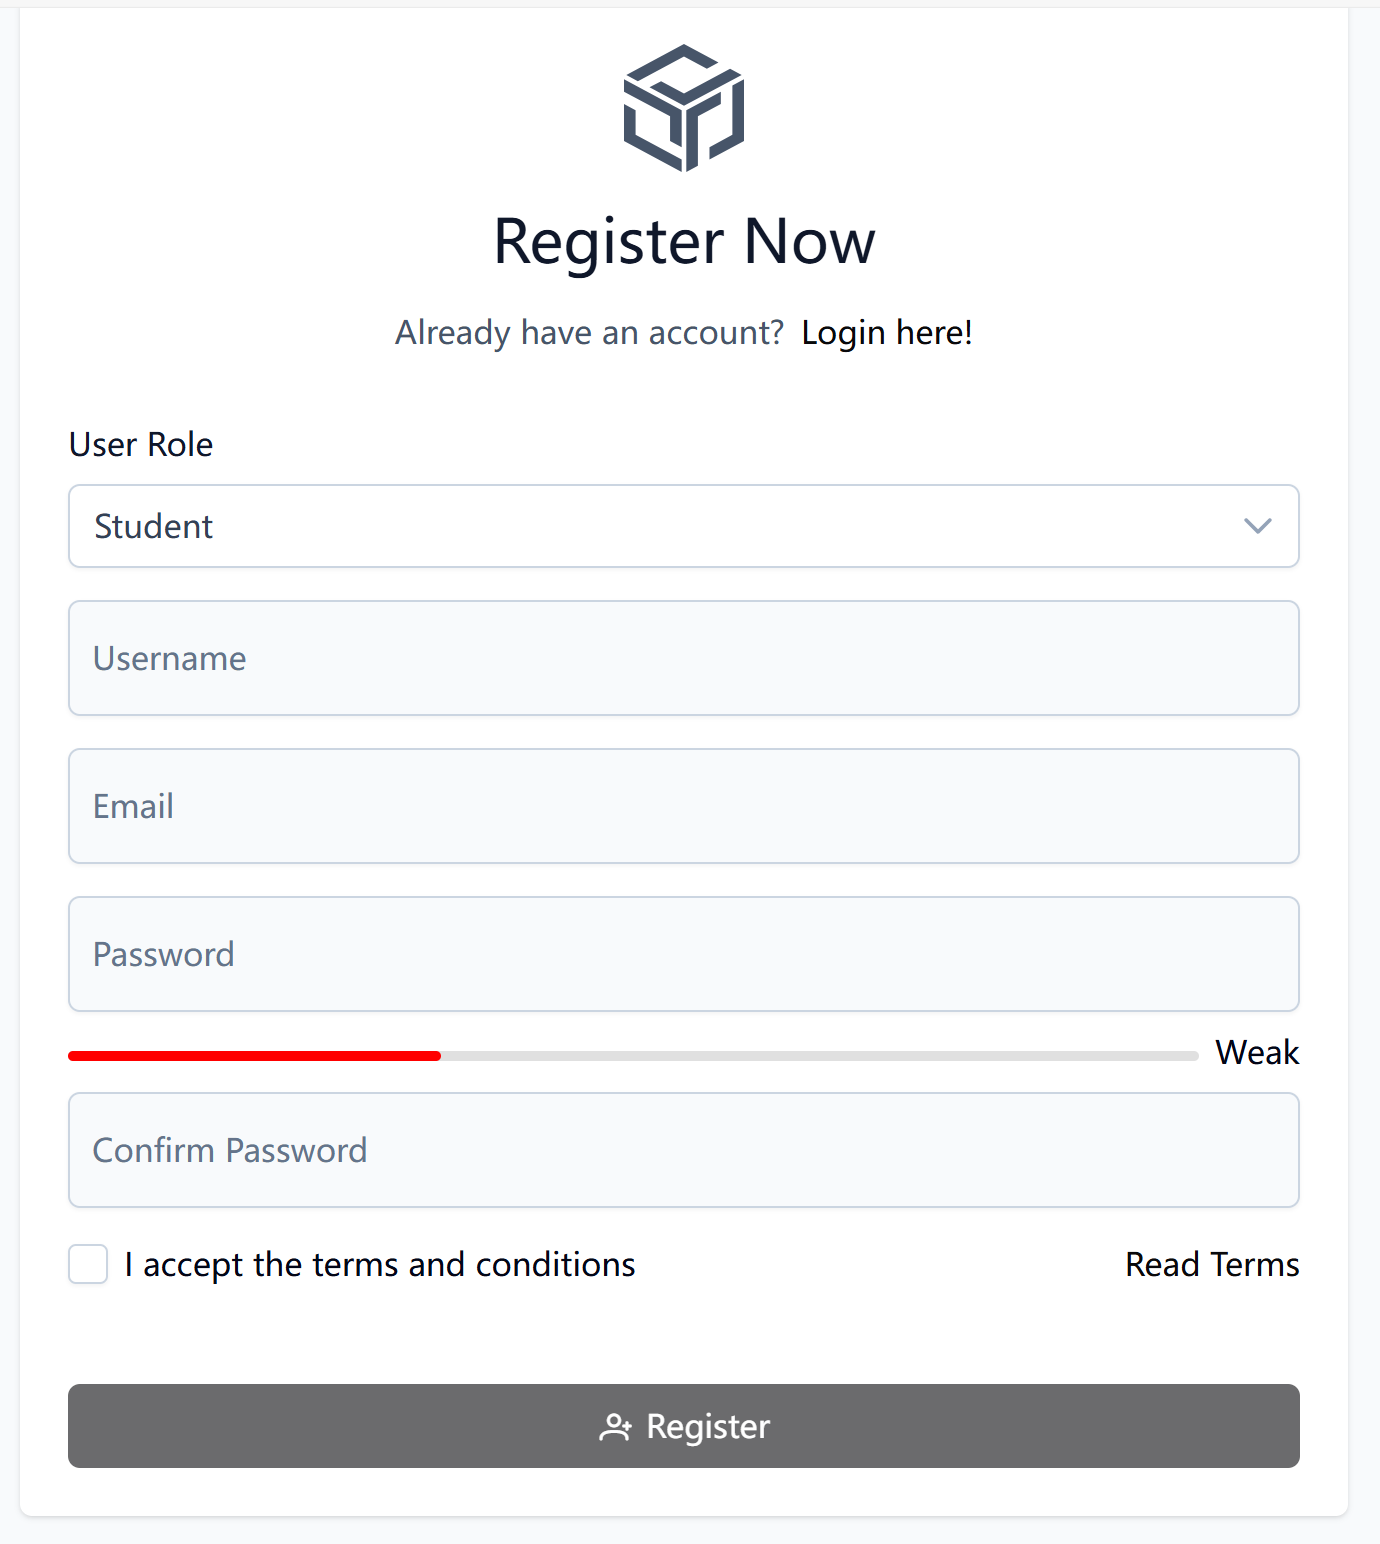 Register Now
Already have an account? Login here!
User Role
Student
Username
Email
Password
Weak
Confirm Password
I accept the terms and conditions Read Terms
Register